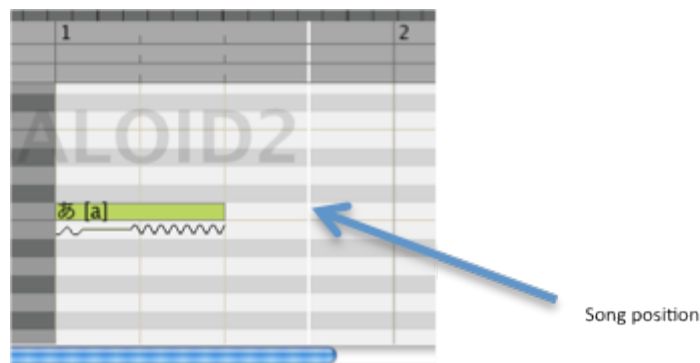 1 2
ALOID2
あ [a]
Song position